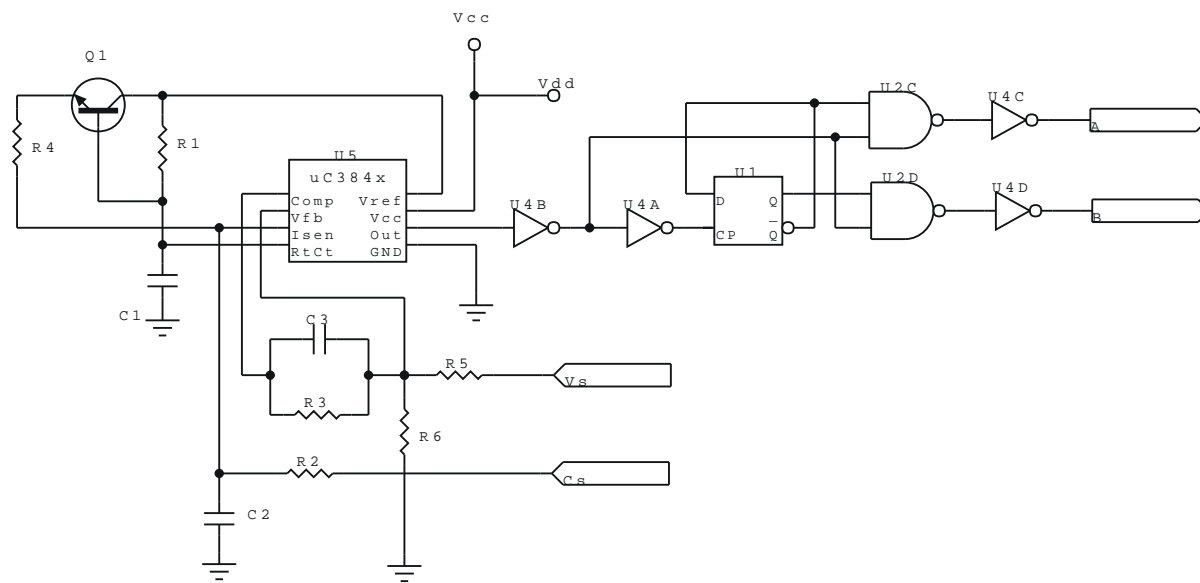 Vcc
Q1
Vdd
U2C
U4C
A
R4
R1
U5
uC384x
Comp
Vref
Vfb
Vcc
Isen
Out
RtCt
GND
U4B
U4A
U1
D
Q
CP
Q
U2D
U4D
B
C1
C3
R5
Vs
R3
R6
R2
Cs
C2